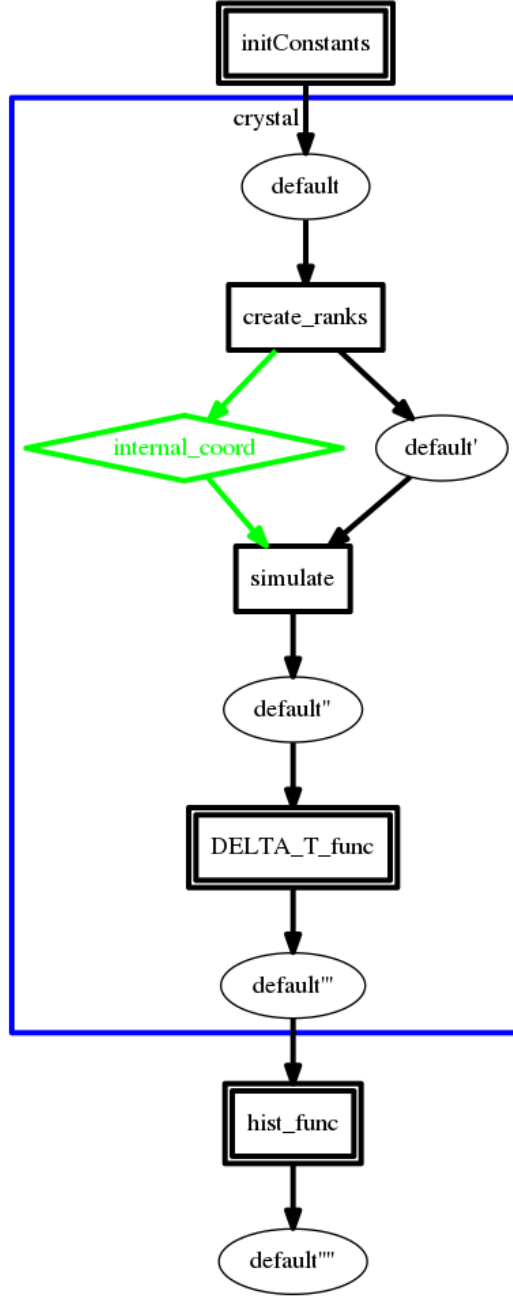 initConstants
crystal
default
create_ranks
internal_coord
default'
simulate
default''
DELTA_T_func
default'''
hist_func
default''''